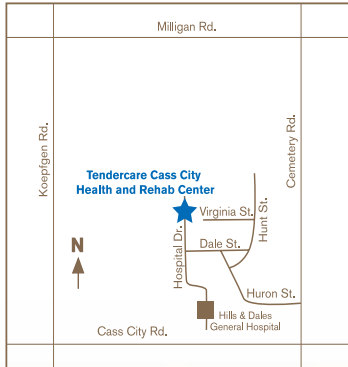 Milligan Rd.
Koepfgen Rd.
Cemetery Rd.
Tendercare Cass City
Health and Rehab Center
Virginia St.
Hunt St.
N
Hospital Dr.
Dale St.
Huron St.
Hills & Dales
General Hospital
Cass City Rd.